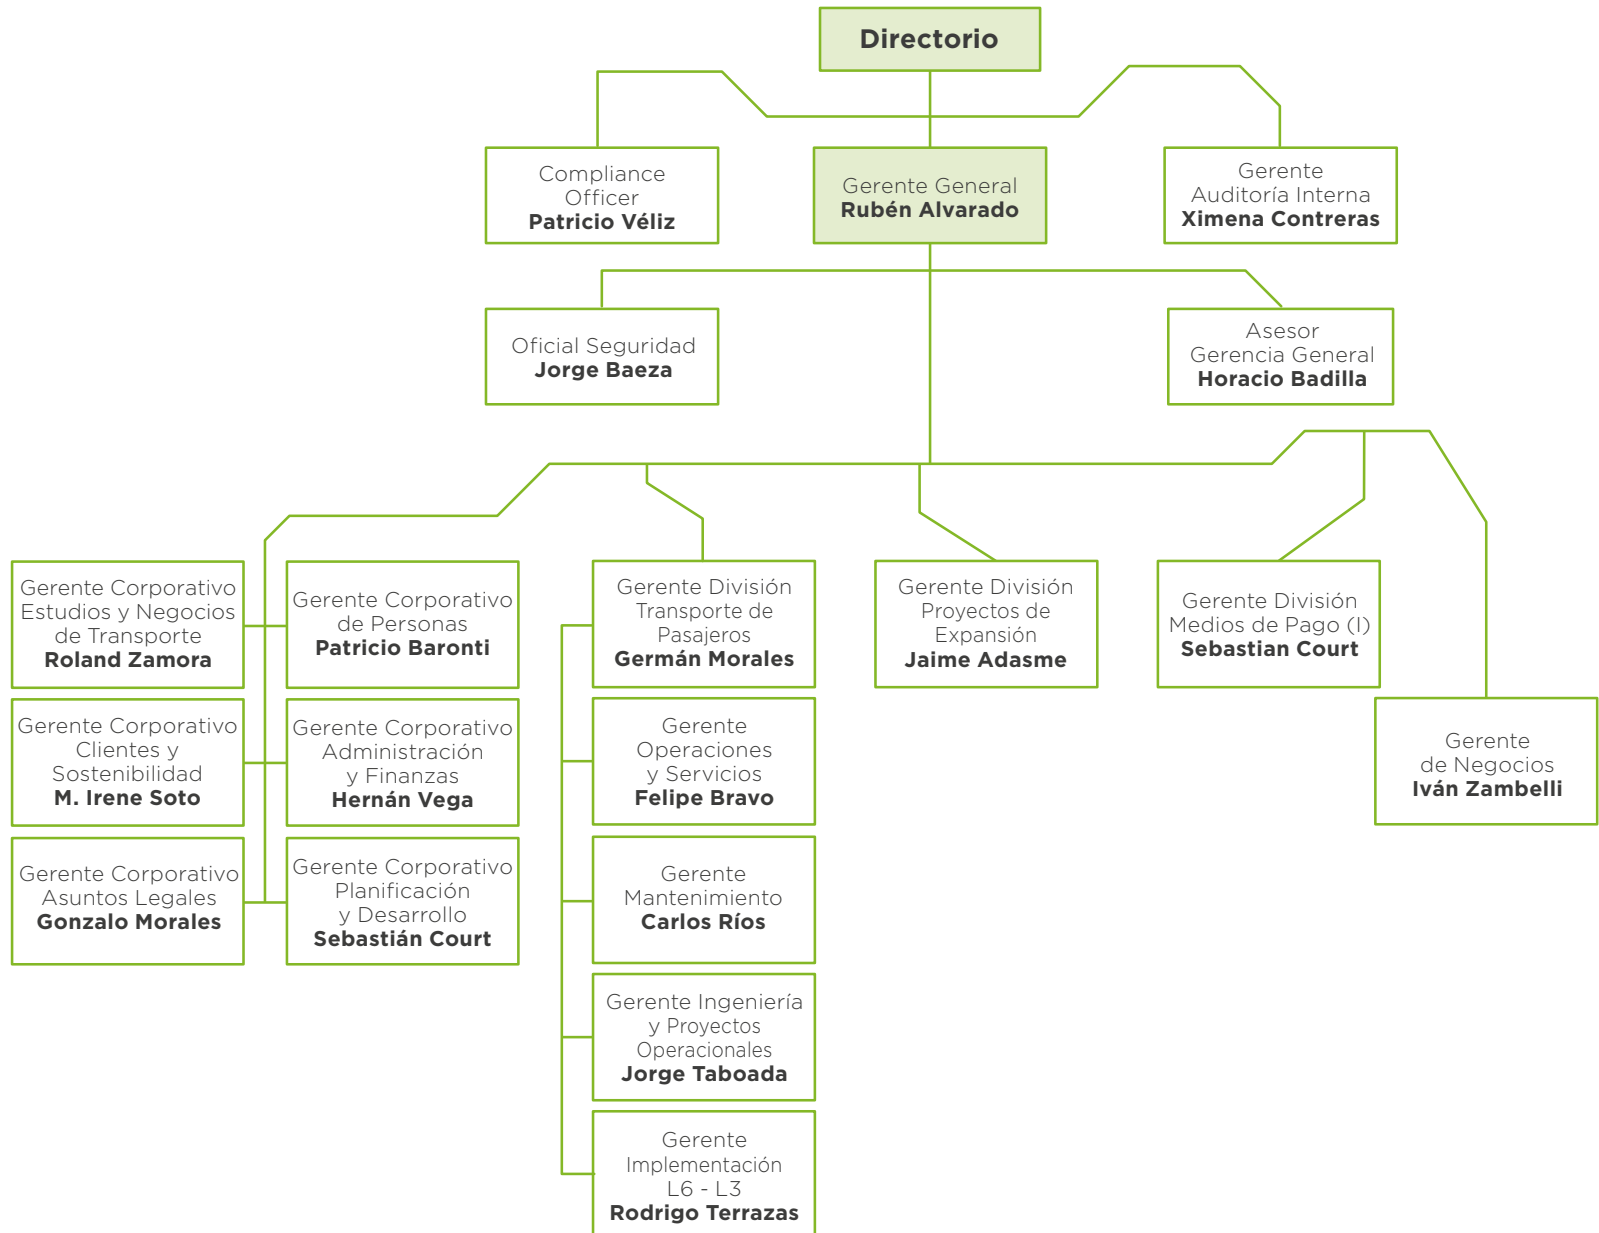 Directorio
Compliance
Officer
Patricio Véliz
Gerente General
Rubén Alvarado
Gerente
Auditoría Interna
Ximena Contreras
Oficial Seguridad
Jorge Baeza
Asesor
Gerencia General
Horacio Badilla
Gerente Corporativo
Estudios y Negocios
de Transporte
Roland Zamora
Gerente Corporativo
de Personas
Patricio Baronti
Gerente División
Transporte de
Pasajeros
Germán Morales
Gerente División
Proyectos de
Expansión
Jaime Adasme
Gerente División
Medios de Pago (I)
Sebastian Court
Gerente Corporativo
Clientes y
Sostenibilidad
M. Irene Soto
Gerente Corporativo
Administración
y Finanzas
Hernán Vega
Gerente
Operaciones
y Servicios
Felipe Bravo
Gerente
de Negocios
Iván Zambelli
Gerente Corporativo
Asuntos Legales
Gonzalo Morales
Gerente Corporativo
Planificación
y Desarrollo
Sebastián Court
Gerente
Mantenimiento
Carlos Ríos
Gerente Ingeniería
y Proyectos
Operacionales
Jorge Taboada
Gerente
Implementación
L6 - L3
Rodrigo Terrazas